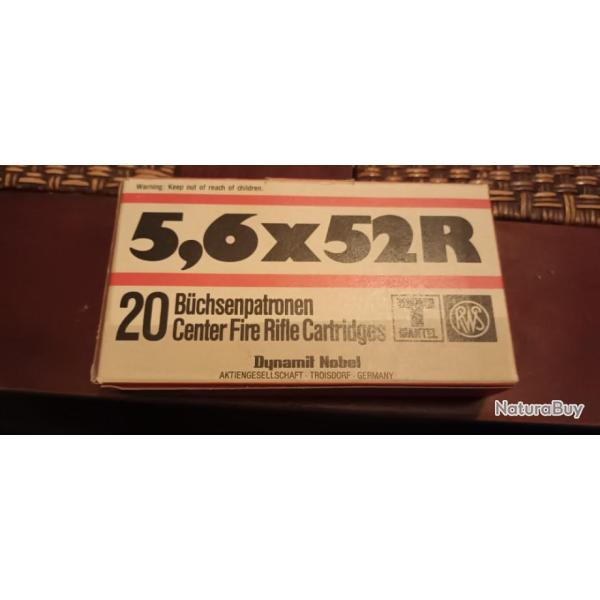 Warning: Keep out of reach of children.
5,6x52R
20 Büchsenpatronen
Center Fire Rifle Cartridges
T
MANTEL
RWS
Dynamit Nobel
AKTIENGESELLSCHAFT · TROISDORF · GERMANY
NaturaBuy